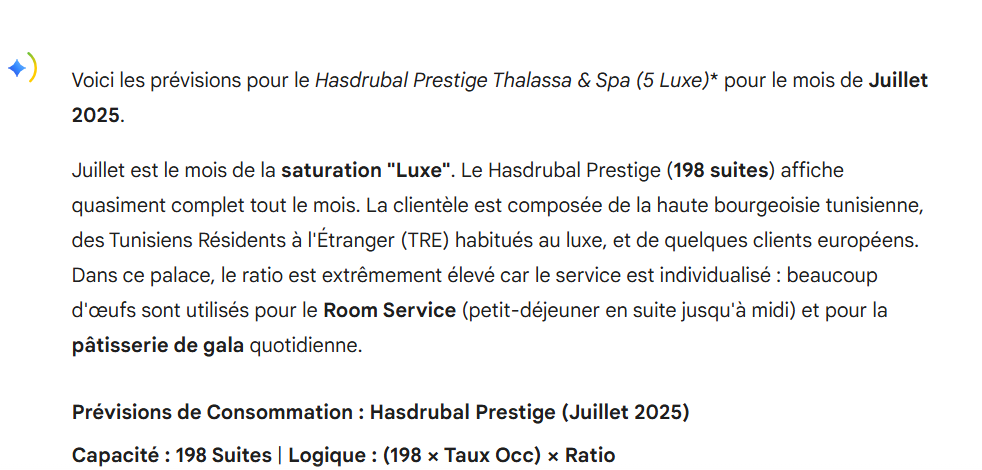 Voici les prévisions pour le Hasdrubal Prestige Thalassa & Spa (5 Luxe)* pour le mois de Juillet
2025.
Juillet est le mois de la saturation "Luxe". Le Hasdrubal Prestige (198 suites) affiche
quasiment complet tout le mois. La clientèle est composée de la haute bourgeoisie tunisienne,
des Tunisiens Résidents à l'Étranger (TRE) habitués au luxe, et de quelques clients européens.
Dans ce palace, le ratio est extrêmement élevé car le service est individualisé : beaucoup
d'œufs sont utilisés pour le Room Service (petit-déjeuner en suite jusqu'à midi) et pour la
pâtisserie de gala quotidienne.
Prévisions de Consommation : Hasdrubal Prestige (Juillet 2025)
Capacité : 198 Suites | Logique : (198 × Taux Occ) × Ratio